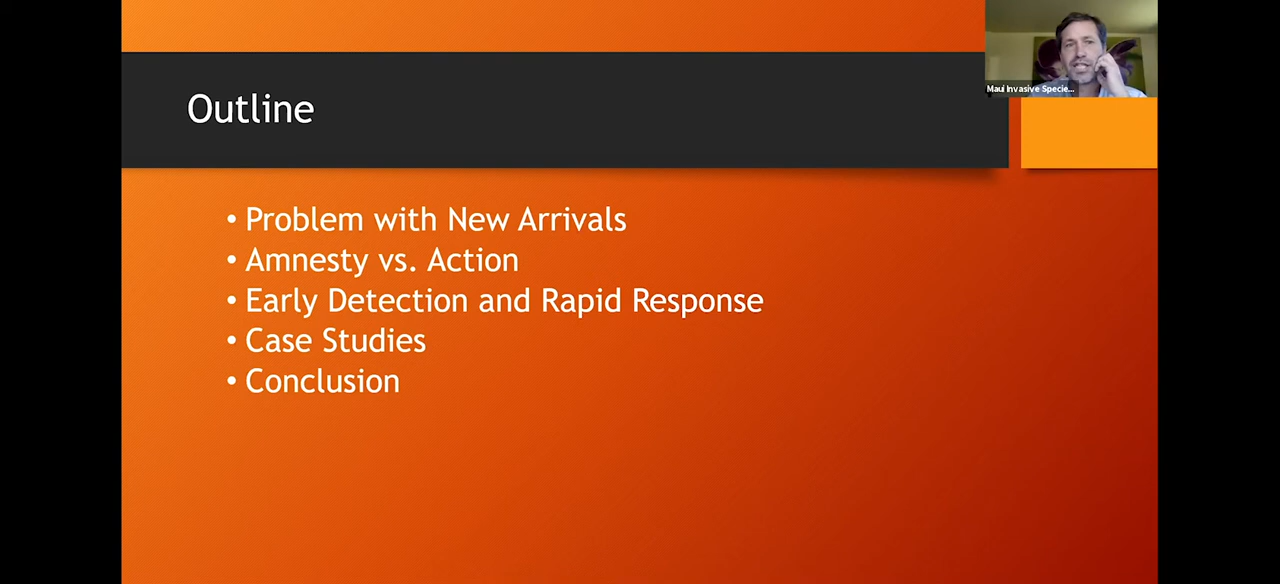 Outline
Maui Invasive Specie...
• Problem with New Arrivals
• Amnesty vs. Action
• Early Detection and Rapid Response
• Case Studies
• Conclusion